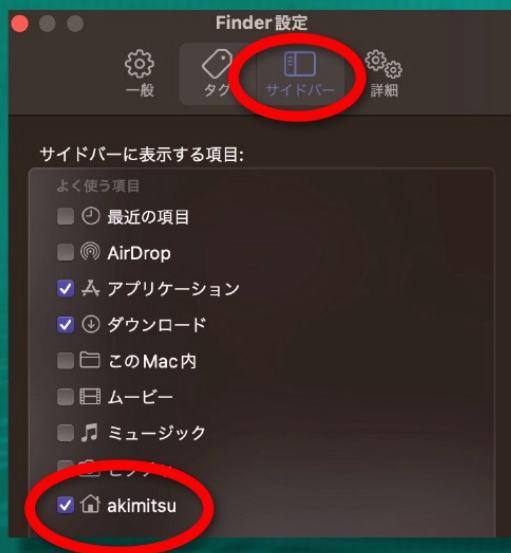 Finder設定
一般
タグ
サイドバー
詳細
サイドバーに表示する項目:
よく使う項目
最近の項目
AirDrop
アプリケーション
ダウンロード
このMac内
ムービー
ミュージック
akimitsu